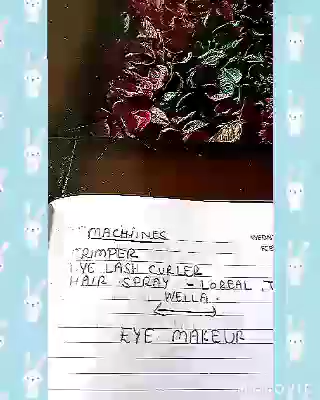 MACHINES
CRIMPER
EYE LASH CURLER
HAIR SPRAY - LOREAL
WELLA.
EYE MAKEUP